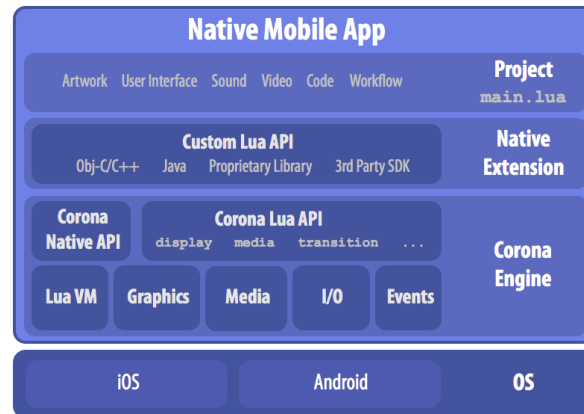 Native Mobile App
Artwork User Interface Sound Video Code Workflow
Project
main.lua
Custom Lua API
Obj-C/C++ Java Proprietary Library 3rd Party SDK
Native
Extension
Corona
Native API
Corona Lua API
display media transition ...
Lua VM
Graphics
Media
I/O
Events
Corona
Engine
iOS
Android
OS